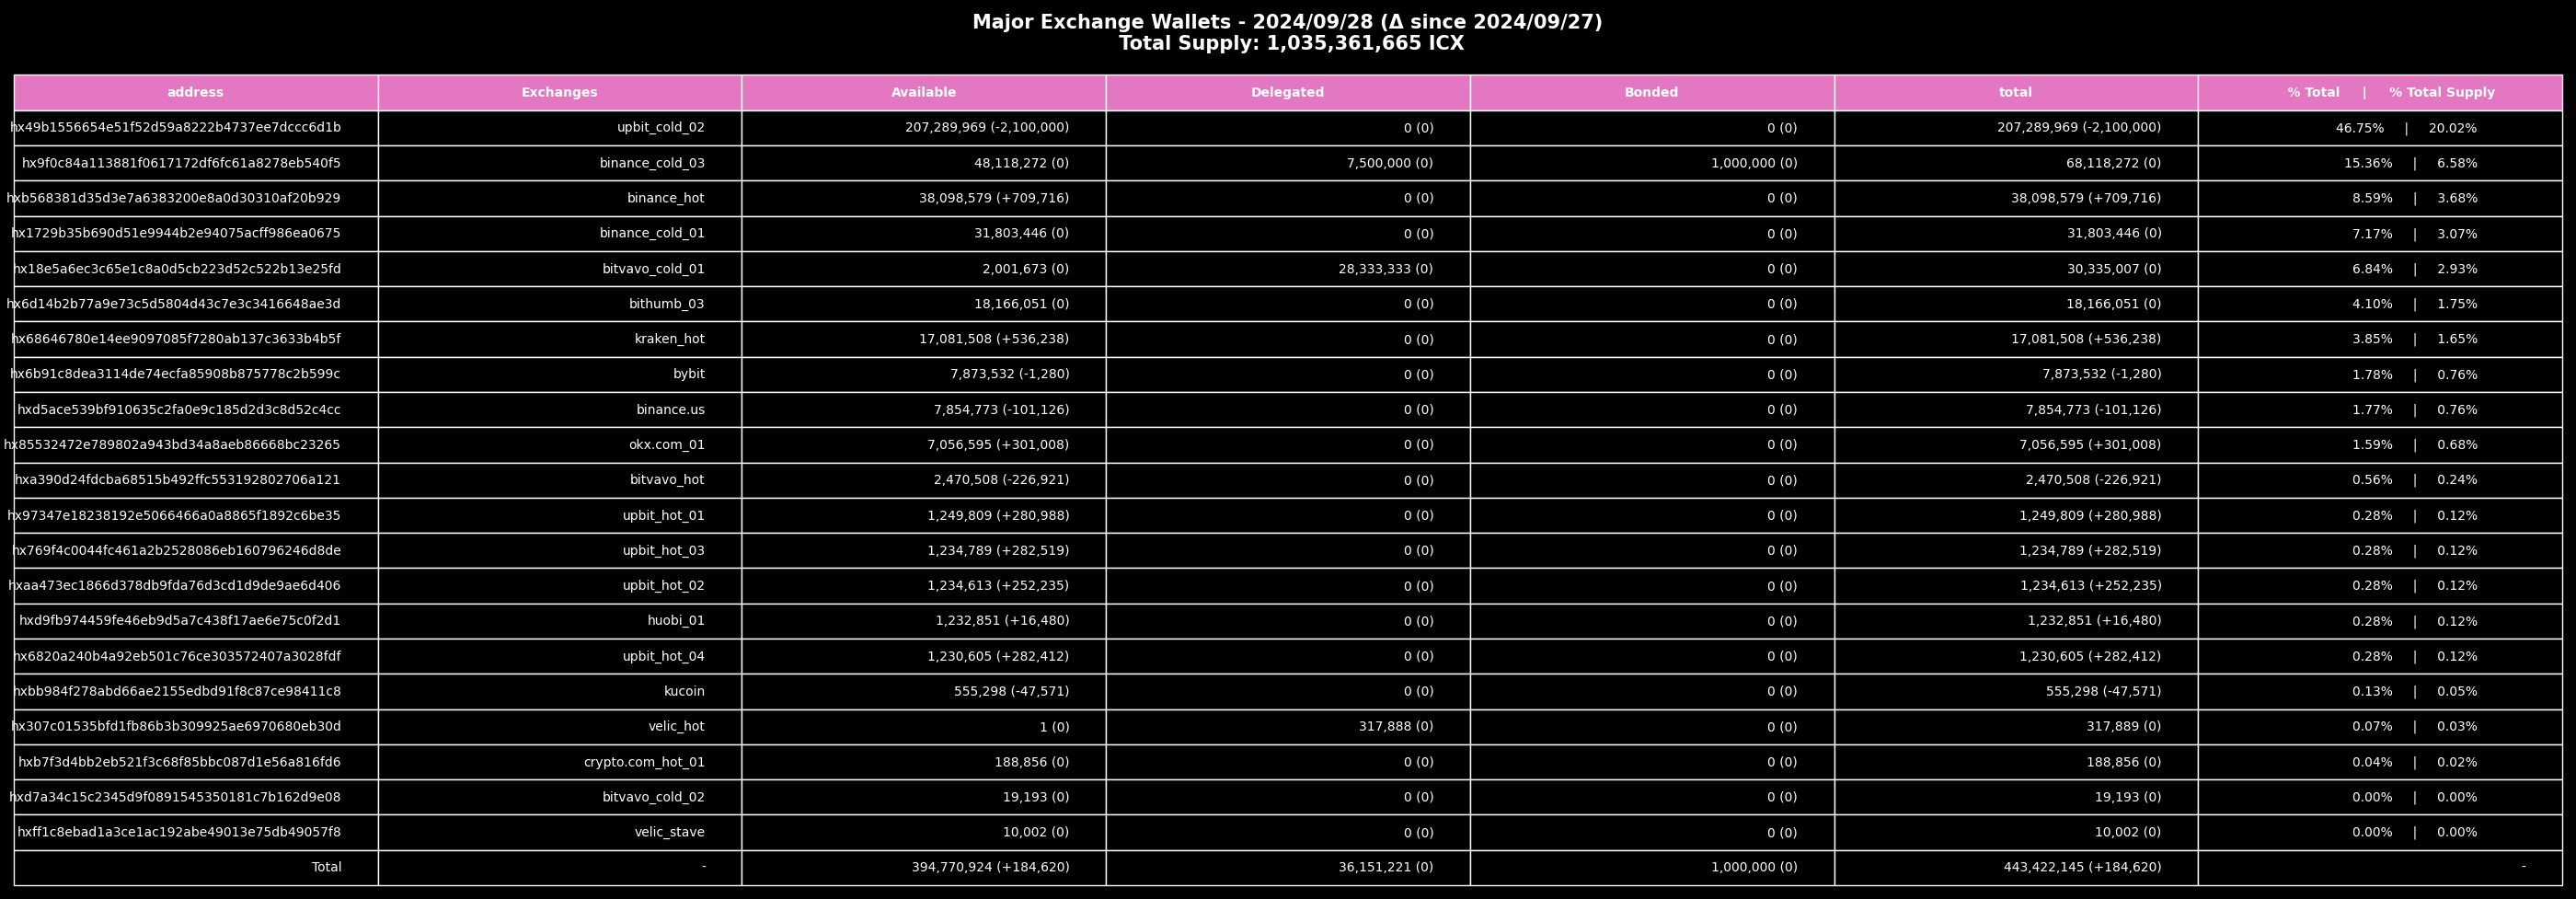 Major Exchange Wallets - 2024/09/28 (Δ since 2024/09/27)
Total Supply: 1,035,361,665 ICX
address Exchanges Available Delegated Bonded total % Total | % Total Supply
hx49b1556654e51f52d59a8222b4737ee7dccc6d1b upbit_cold_02 207,289,969 (-2,100,000) 0 (0) 0 (0) 207,289,969 (-2,100,000) 46.75% | 20.02%
hx9f0c84a113881f0617172df6fc61a8278eb540f5 binance_cold_03 48,118,272 (0) 7,500,000 (0) 1,000,000 (0) 68,118,272 (0) 15.36% | 6.58%
hxb568381d35d3e7a6383200e8a0d30310af20b929 binance_hot 38,098,579 (+709,716) 0 (0) 0 (0) 38,098,579 (+709,716) 8.59% | 3.68%
hx1729b35b690d51e9944b2e94075acff986ea0675 binance_cold_01 31,803,446 (0) 0 (0) 0 (0) 31,803,446 (0) 7.17% | 3.07%
hx18e5a6ec3c65e1c8a0d5cb223d52c522b13e25fd bitvavo_cold_01 2,001,673 (0) 28,333,333 (0) 0 (0) 30,335,007 (0) 6.84% | 2.93%
hx6d14b2b77a9e73c5d5804d43c7e3c3416648ae3d bithumb_03 18,166,051 (0) 0 (0) 0 (0) 18,166,051 (0) 4.10% | 1.75%
hx68646780e14ee9097085f7280ab137c3633b4b5f kraken_hot 17,081,508 (+536,238) 0 (0) 0 (0) 17,081,508 (+536,238) 3.85% | 1.65%
hx6b91c8dea3114de74ecfa85908b875778c2b599c bybit 7,873,532 (-1,280) 0 (0) 0 (0) 7,873,532 (-1,280) 1.78% | 0.76%
hxd5ace539bf910635c2fa0e9c185d2d3c8d52c4cc binance.us 7,854,773 (-101,126) 0 (0) 0 (0) 7,854,773 (-101,126) 1.77% | 0.76%
hx85532472e789802a943bd34a8aeb86668bc23265 okx.com_01 7,056,595 (+301,008) 0 (0) 0 (0) 7,056,595 (+301,008) 1.59% | 0.68%
hxa390d24fdcba68515b492ffc553192802706a121 bitvavo_hot 2,470,508 (-226,921) 0 (0) 0 (0) 2,470,508 (-226,921) 0.56% | 0.24%
hx97347e18238192e5066466a0a8865f1892c6be35 upbit_hot_01 1,249,809 (+280,988) 0 (0) 0 (0) 1,249,809 (+280,988) 0.28% | 0.12%
hx769f4c0044fc461a2b2528086eb160796246d8de upbit_hot_03 1,234,789 (+282,519) 0 (0) 0 (0) 1,234,789 (+282,519) 0.28% | 0.12%
hxaa473ec1866d378db9fda76d3cd1d9de9ae6d406 upbit_hot_02 1,234,613 (+252,235) 0 (0) 0 (0) 1,234,613 (+252,235) 0.28% | 0.12%
hxd9fb974459fe46eb9d5a7c438f17ae6e75c0f2d1 huobi_01 1,232,851 (+16,480) 0 (0) 0 (0) 1,232,851 (+16,480) 0.28% | 0.12%
hx6820a240b4a92eb501c76ce303572407a3028fdf upbit_hot_04 1,230,605 (+282,412) 0 (0) 0 (0) 1,230,605 (+282,412) 0.28% | 0.12%
hxbb984f278abd66ae2155edbd91f8c87ce98411c8 kucoin 555,298 (-47,571) 0 (0) 0 (0) 555,298 (-47,571) 0.13% | 0.05%
hx307c01535bfd1fb86b3b309925ae6970680eb30d velic_hot 1 (0) 317,888 (0) 0 (0) 317,889 (0) 0.07% | 0.03%
hxb7f3d4bb2eb521f3c68f85bbc087d1e56a816fd6 crypto.com_hot_01 188,856 (0) 0 (0) 0 (0) 188,856 (0) 0.04% | 0.02%
hxd7a34c15c2345d9f0891545350181c7b162d9e08 bitvavo_cold_02 19,193 (0) 0 (0) 0 (0) 19,193 (0) 0.00% | 0.00%
hxff1c8ebad1a3ce1ac192abe49013e75db49057f8 velic_stave 10,002 (0) 0 (0) 0 (0) 10,002 (0) 0.00% | 0.00%
Total - 394,770,924 (+184,620) 36,151,221 (0) 1,000,000 (0) 443,422,145 (+184,620) -